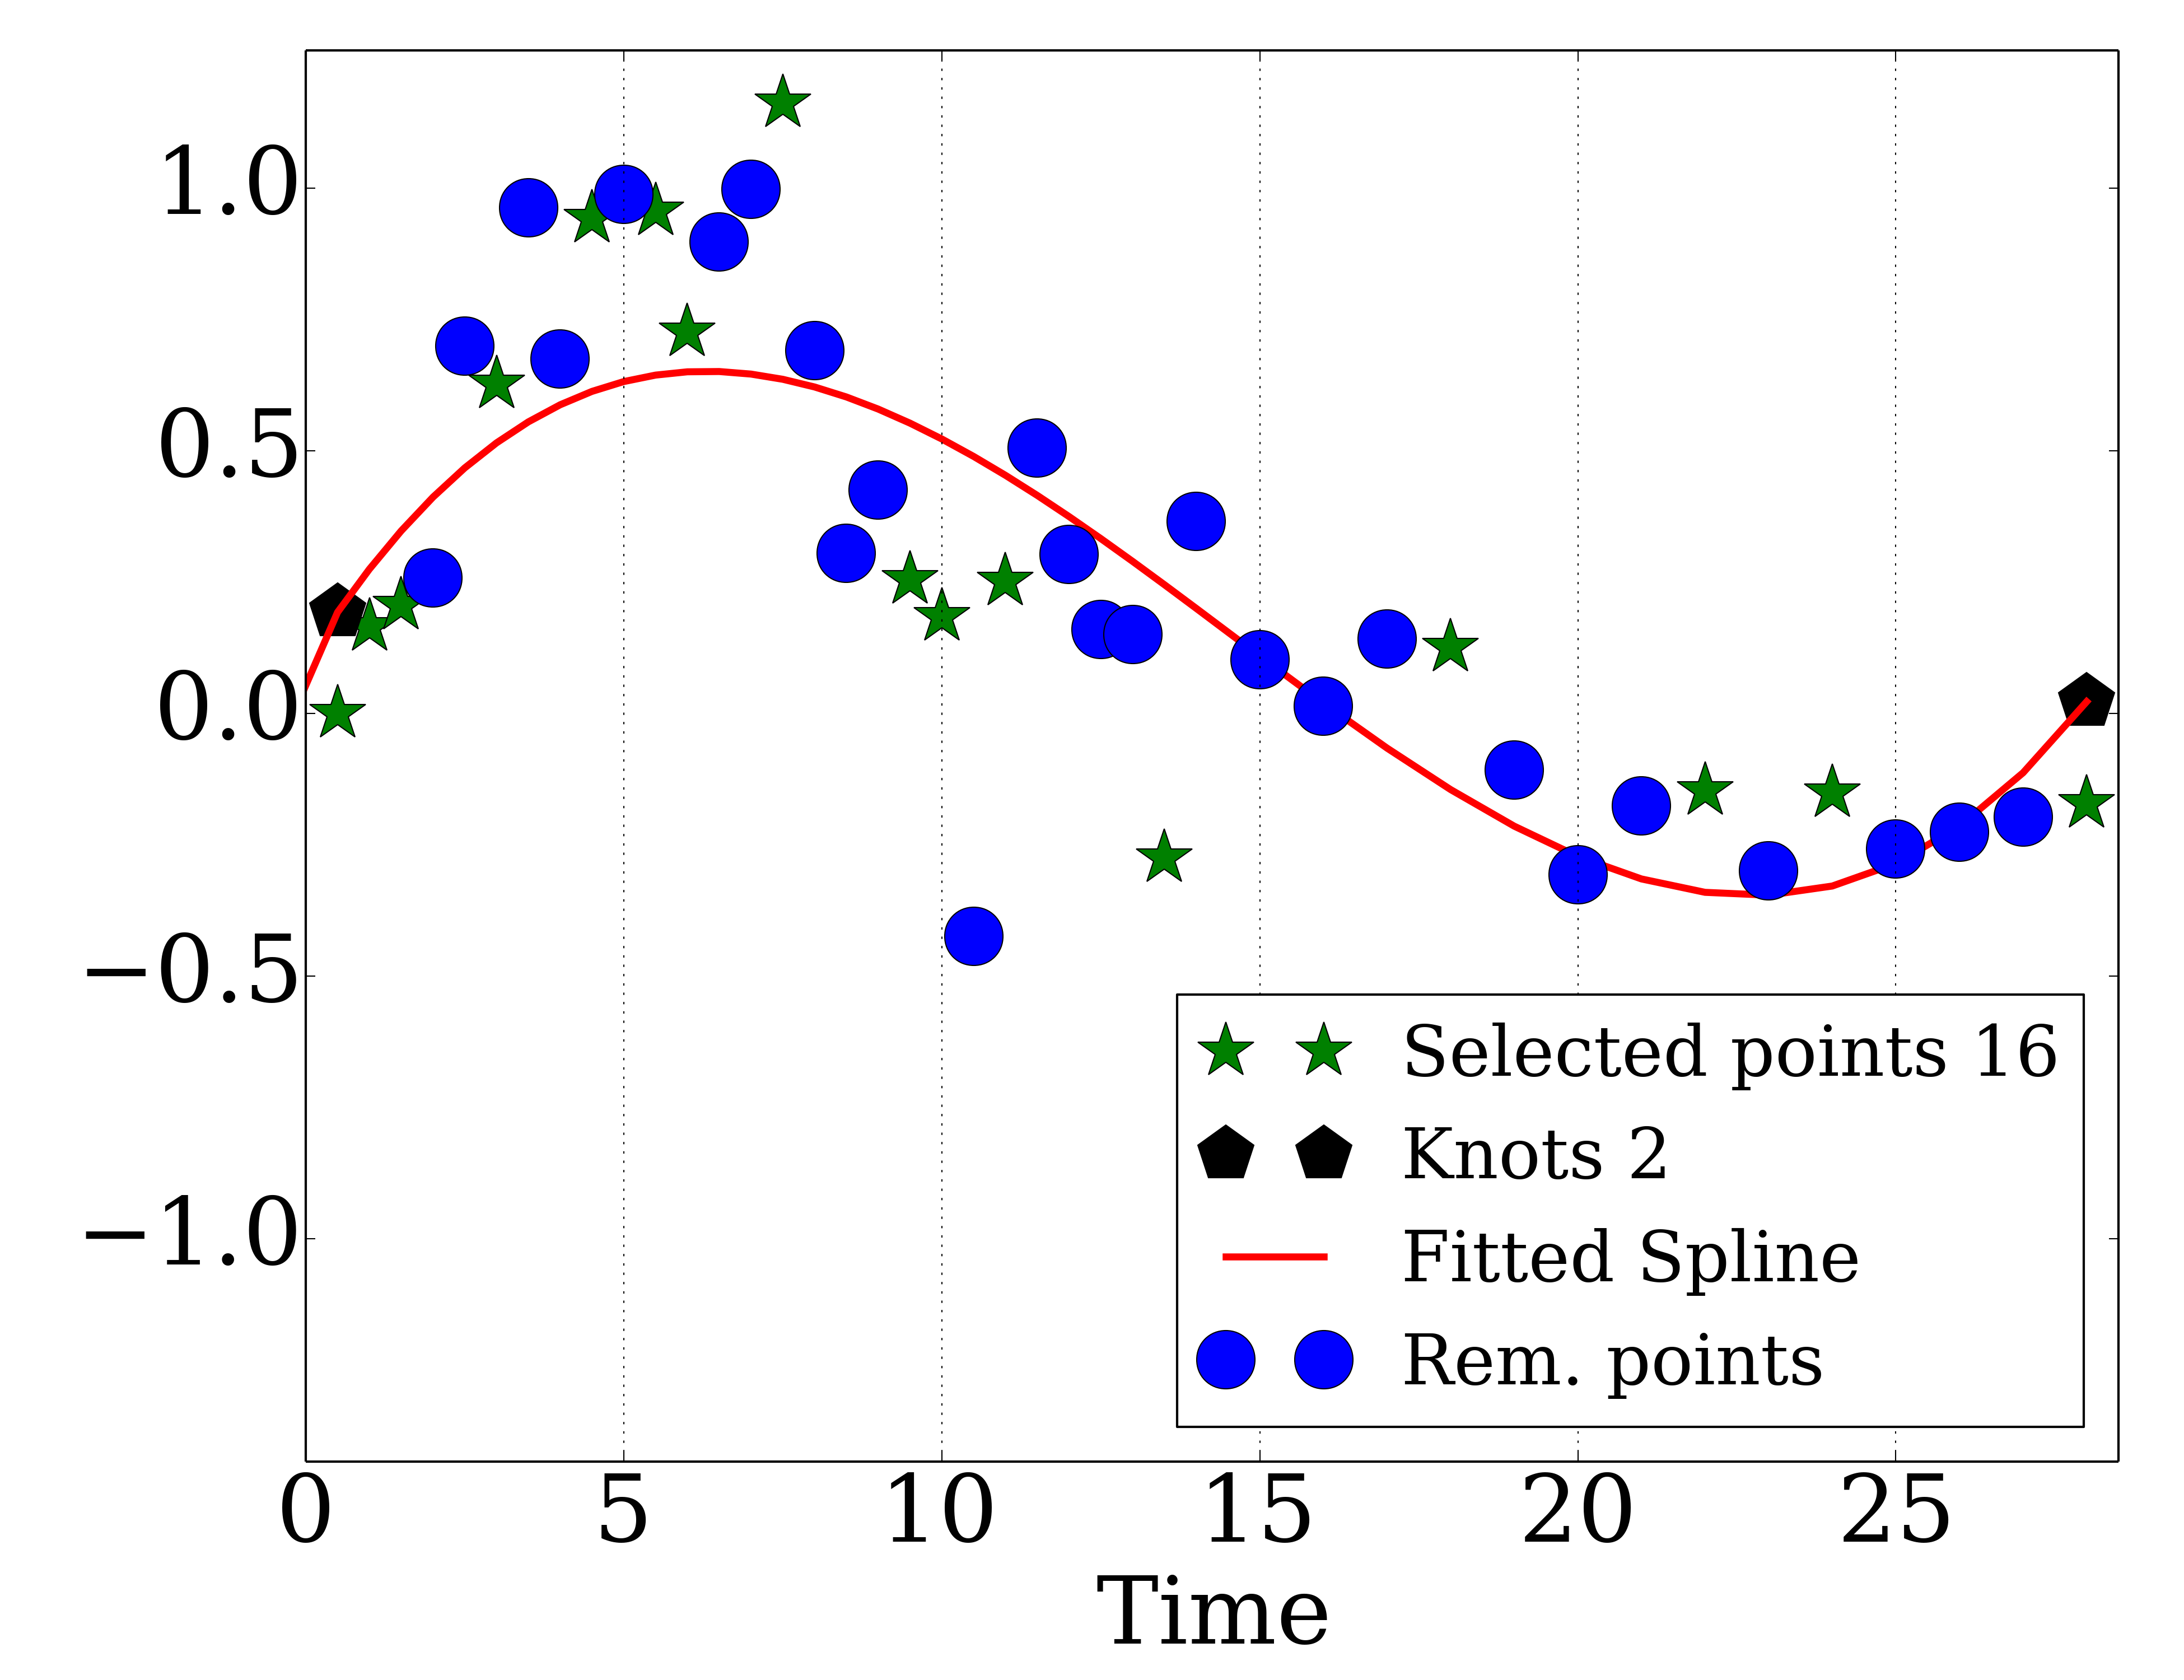 1.0
0.5
0.0
−0.5
−1.0
Selected points 16
Knots 2
Fitted Spline
Rem. points
0 5 10 15 20 25
Time